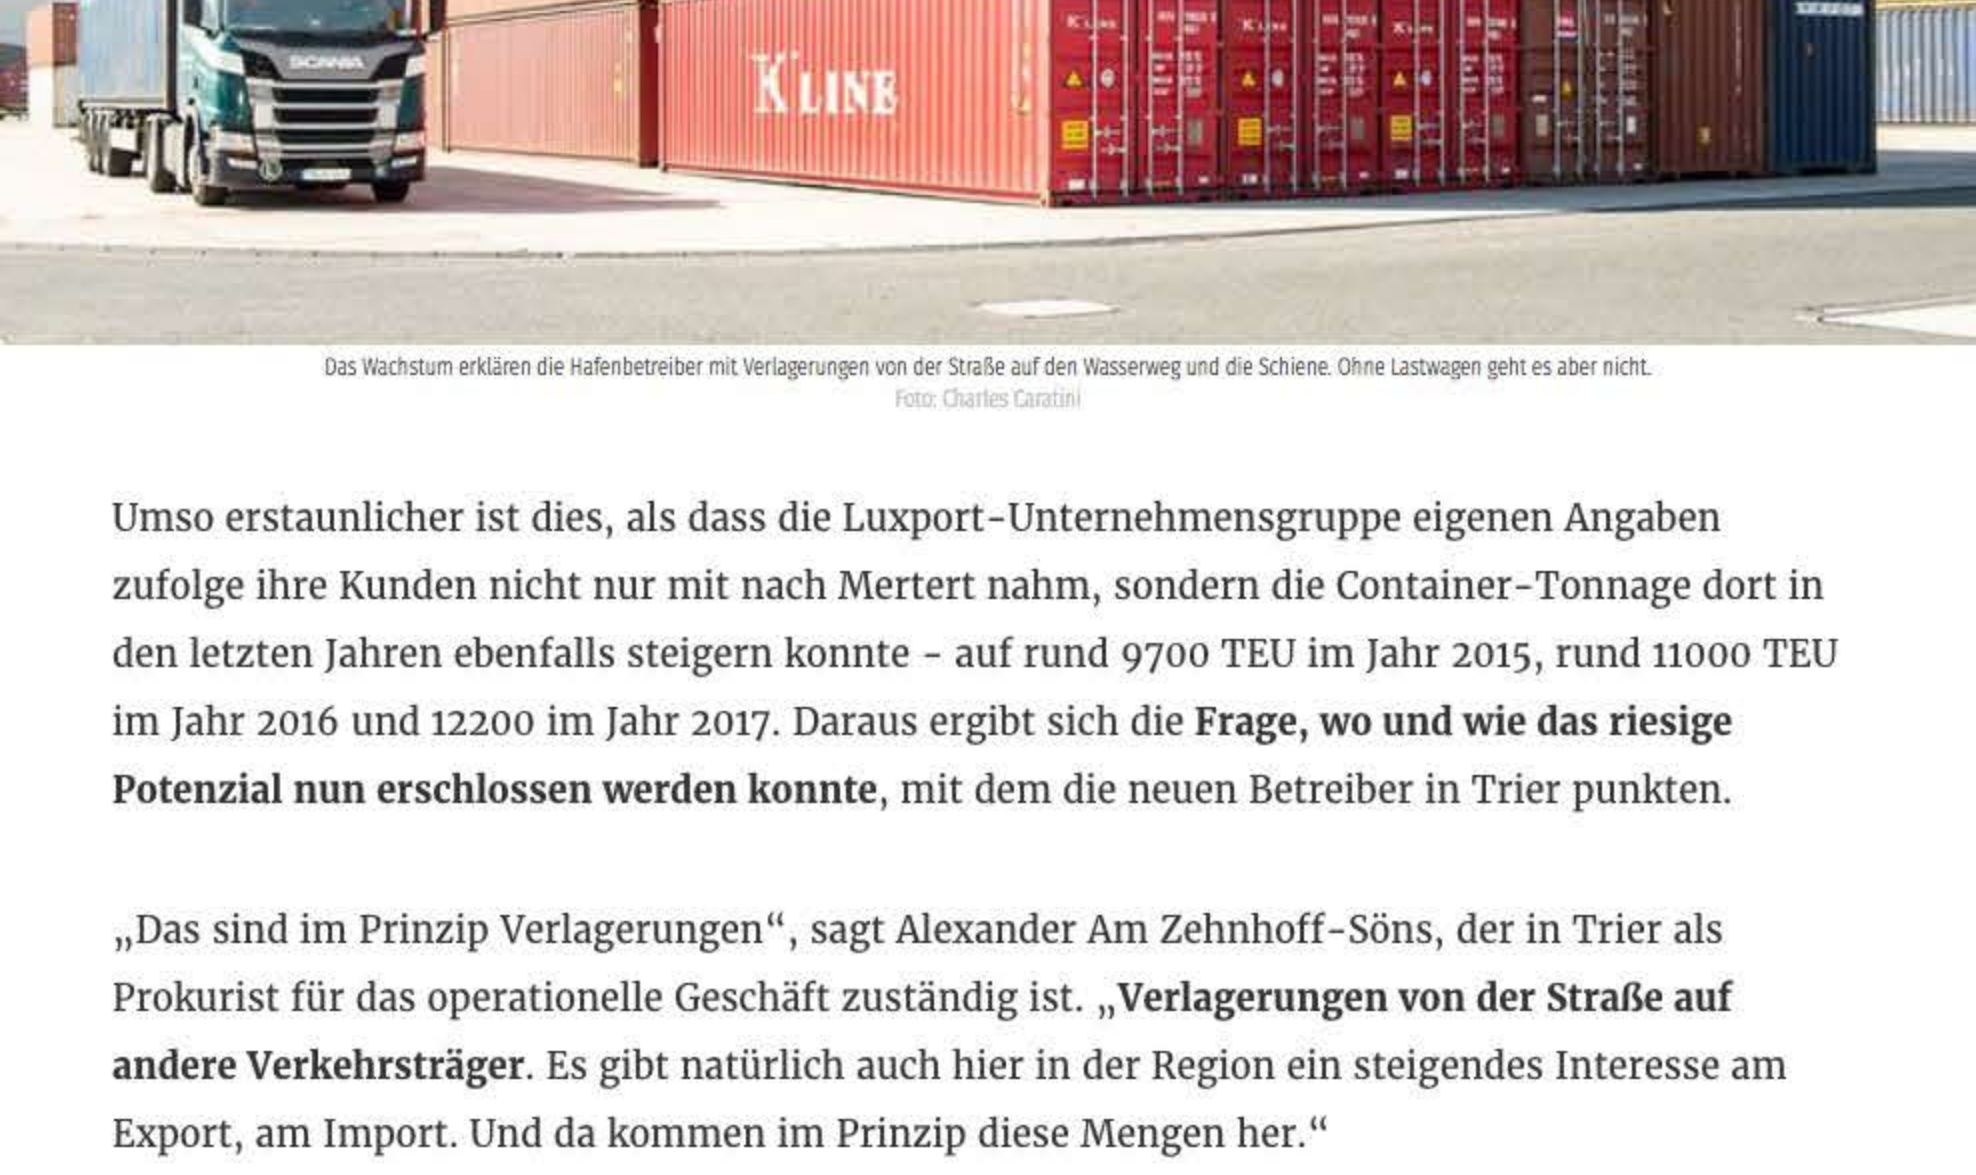 SCANIA
K LINE
K LINE
K LINE
K LINE
Das Wachstum erklären die Hafenbetreiber mit Verlagerungen von der Straße auf den Wasserweg und die Schiene. Ohne Lastwagen geht es aber nicht.
Foto: Charles Caratini
Umso erstaunlicher ist dies, als dass die Luxport-Unternehmensgruppe eigenen Angaben
zufolge ihre Kunden nicht nur mit nach Mertert nahm, sondern die Container-Tonnage dort in
den letzten Jahren ebenfalls steigern konnte - auf rund 9700 TEU im Jahr 2015, rund 11000 TEU
im Jahr 2016 und 12200 im Jahr 2017. Daraus ergibt sich die Frage, wo und wie das riesige
Potenzial nun erschlossen werden konnte, mit dem die neuen Betreiber in Trier punkten.
„Das sind im Prinzip Verlagerungen“, sagt Alexander Am Zehnhoff-Söns, der in Trier als
Prokurist für das operationelle Geschäft zuständig ist. „Verlagerungen von der Straße auf
andere Verkehrsträger. Es gibt natürlich auch hier in der Region ein steigendes Interesse am
Export, am Import. Und da kommen im Prinzip diese Mengen her.“